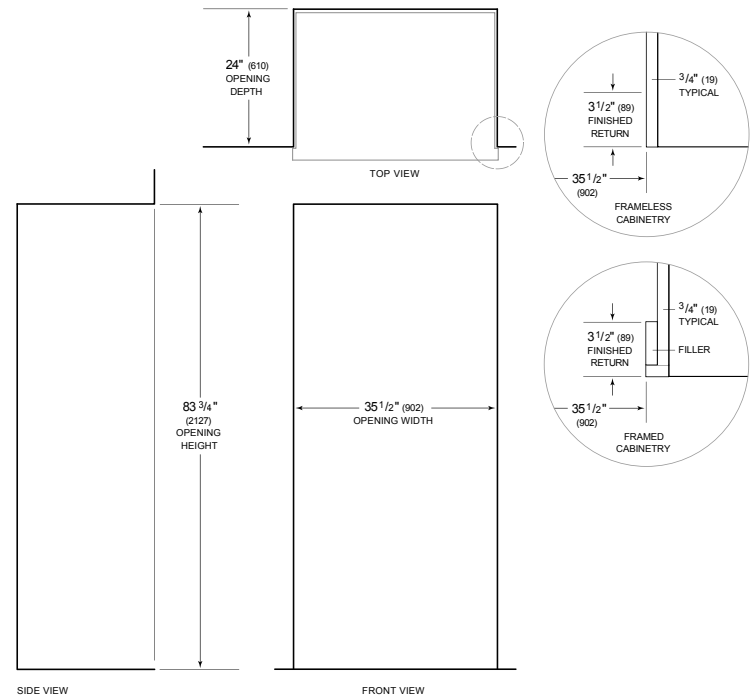 24" (610)
OPENING
DEPTH
TOP VIEW
3/4" (19)
TYPICAL
3 1/2" (89)
FINISHED
RETURN
35 1/2"
(902)
FRAMELESS
CABINETRY
3/4" (19)
TYPICAL
3 1/2" (89)
FINISHED
RETURN
FILLER
35 1/2"
(902)
FRAMED
CABINETRY
83 3/4"
(2127)
OPENING
HEIGHT
35 1/2" (902)
OPENING WIDTH
SIDE VIEW
FRONT VIEW